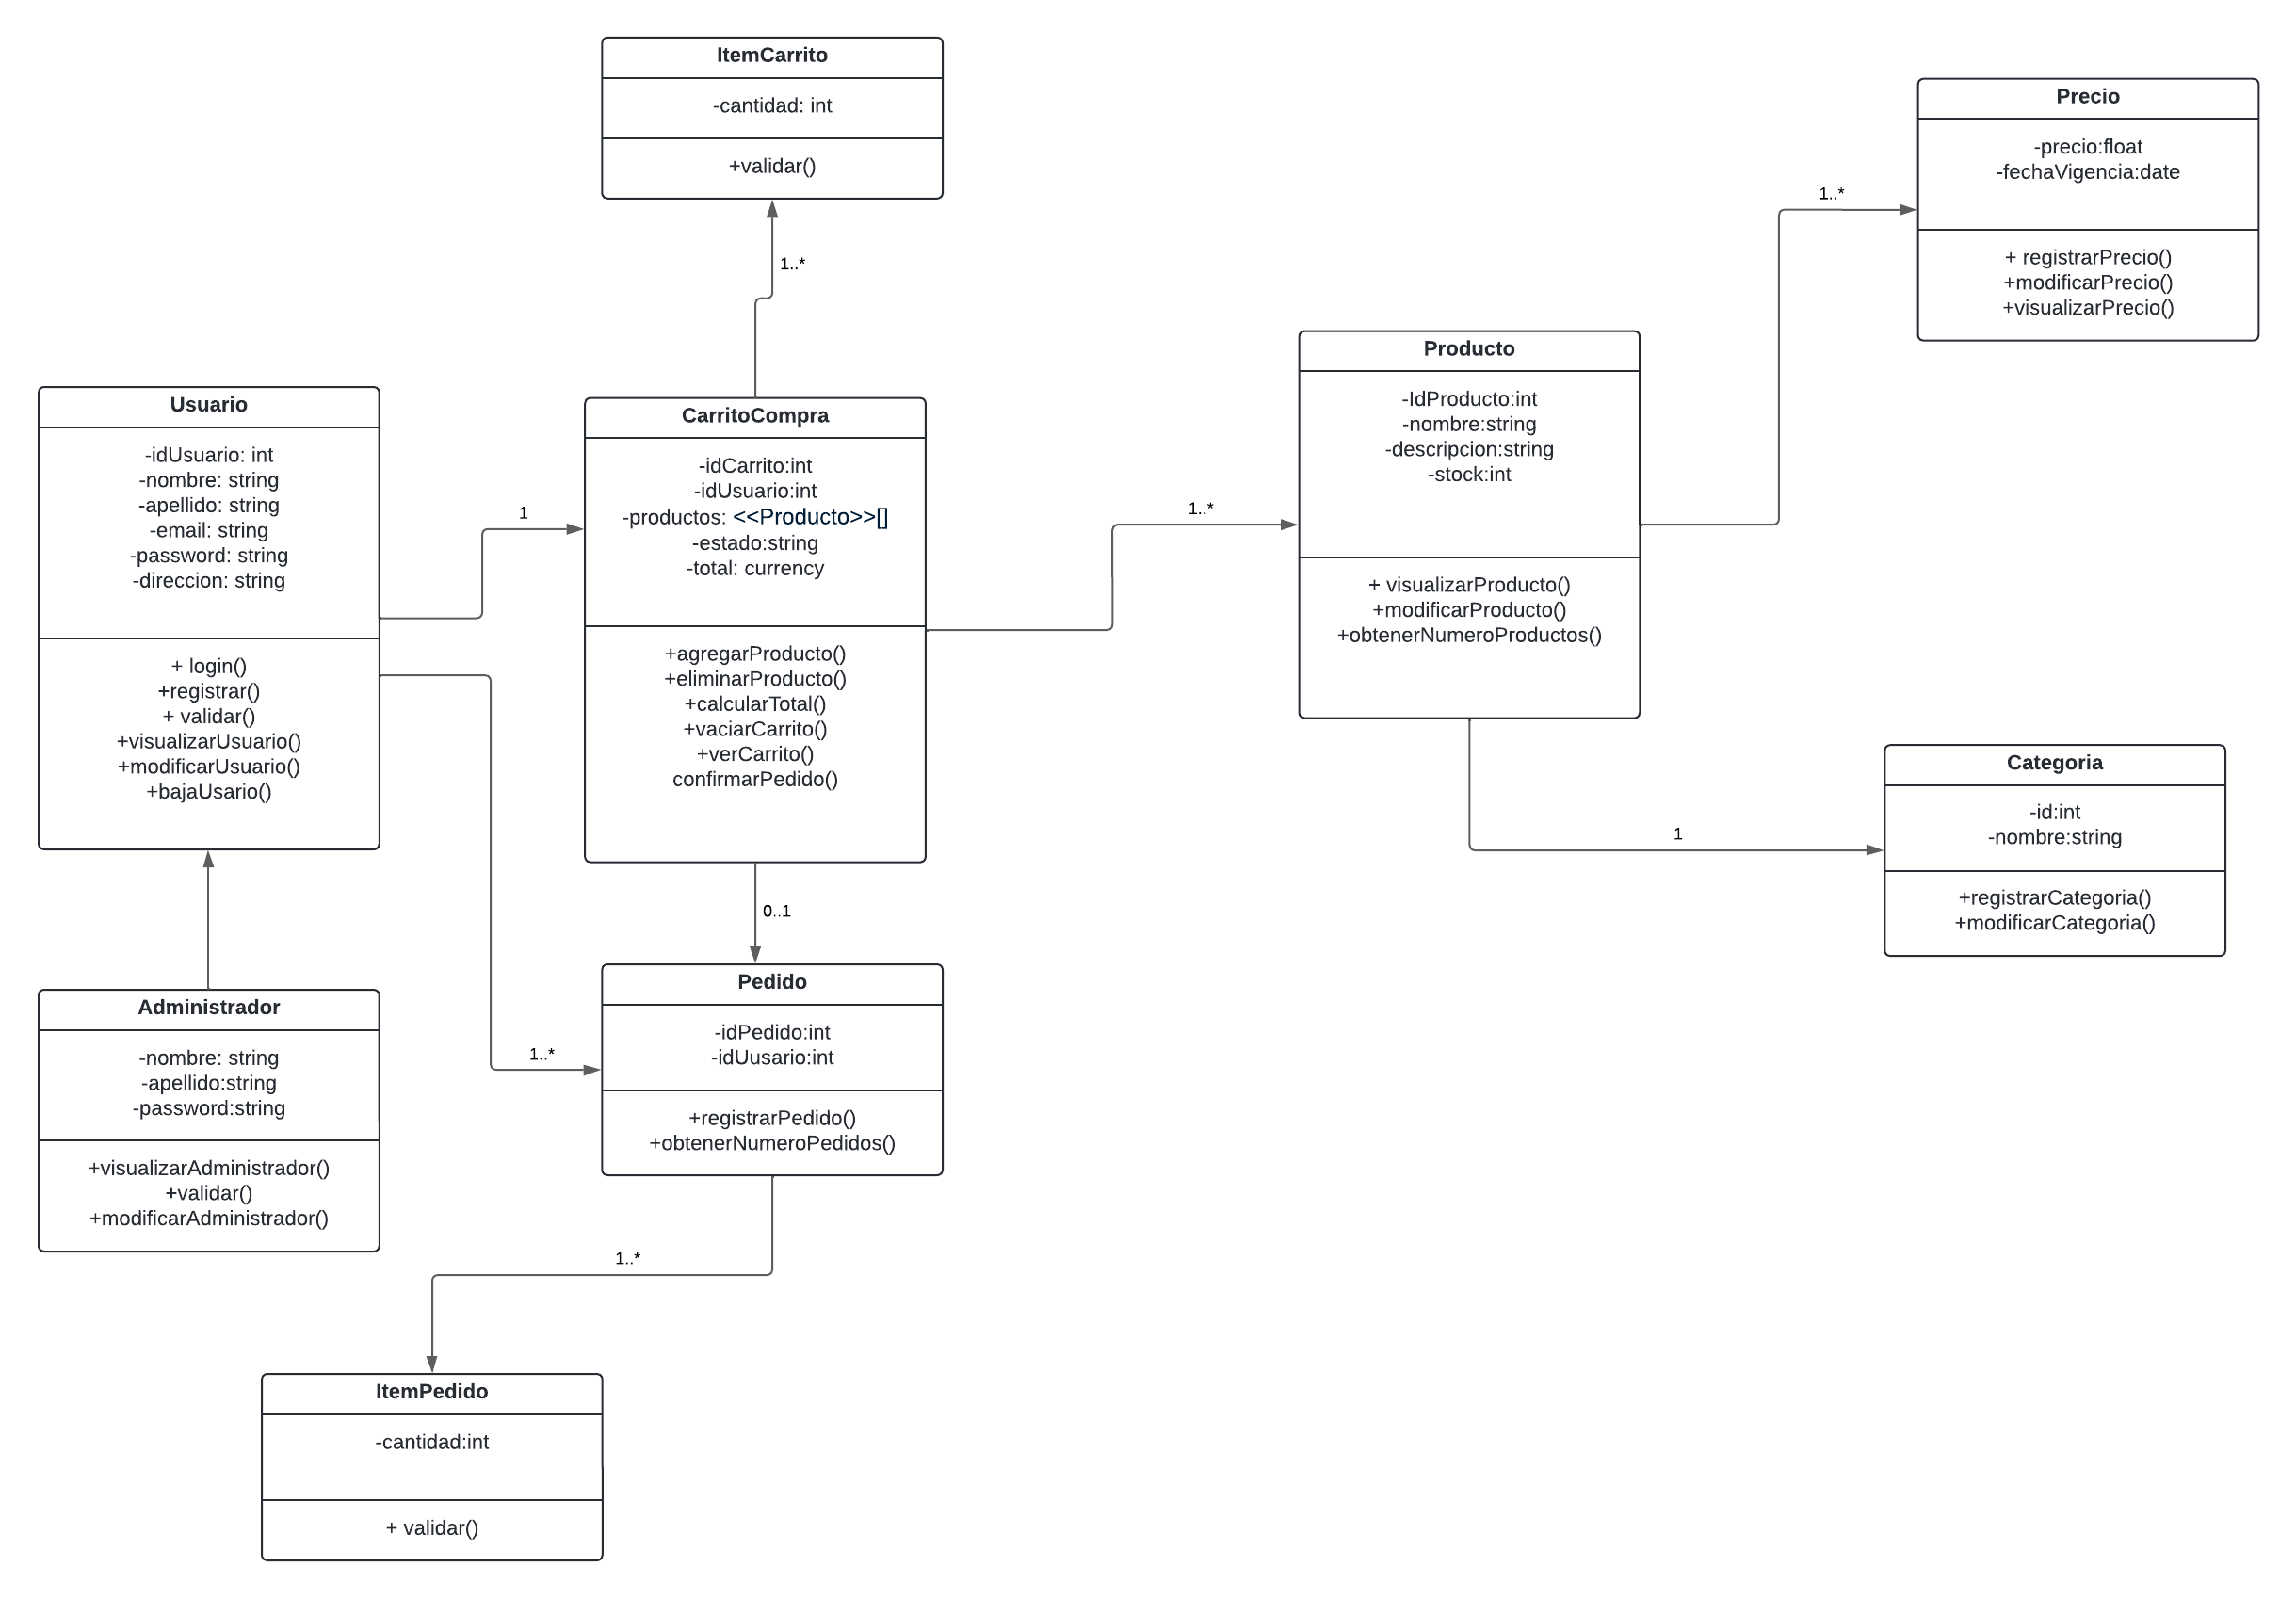 ItemCarrito
-cantidad: int
+validar()
1..*
Precio
-precio:float
-fechaVigencia:date
+ registrarPrecio()
+modificarPrecio()
+visualizarPrecio()
1..*
Producto
-IdProducto:int
-nombre:string
-descripcion:string
-stock:int
+ visualizarProducto()
+modificarProducto()
+obtenerNumeroProductos()
Usuario
-idUsuario: int
-nombre: string
-apellido: string
-email: string
-password: string
-direccion: string
+ login()
+registrar()
+ validar()
+visualizarUsuario()
+modificarUsuario()
+bajaUsario()
1
CarritoCompra
-idCarrito:int
-idUsuario:int
-productos: <<Producto>>[]
-estado:string
-total: currency
+agregarProducto()
+eliminarProducto()
+calcularTotal()
+vaciarCarrito()
+verCarrito()
confirmarPedido()
1..*
Categoria
-id:int
-nombre:string
+registrarCategoria()
+modificarCategoria()
1
0..1
Administrador
-nombre: string
-apellido:string
-password:string
+visualizarAdministrador()
+validar()
+modificarAdministrador()
1..*
Pedido
-idPedido:int
-idUusario:int
+registrarPedido()
+obtenerNumeroPedidos()
1..*
ItemPedido
-cantidad:int
+ validar()